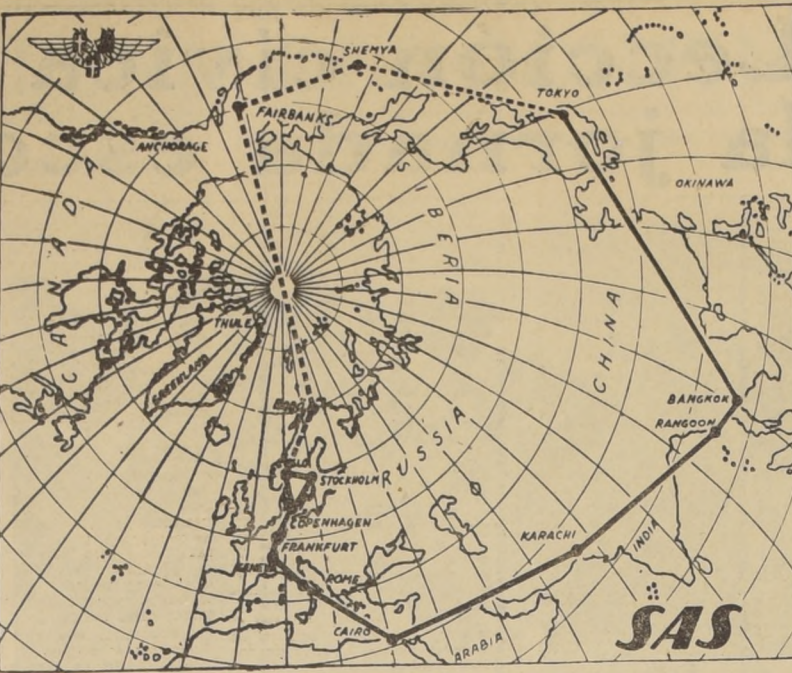 SHEMYA
TOKYO
FAIRBANKS
ANCHORAGE
OKINAWA
CANADA
SIBERIA
THULE
CHINA
GREENLAND
BANGKOK
RANGOON
RUSSIA
STOCKHOLM
COPENHAGEN
FRANKFURT
KARACHI
INDIA
ROME
CAIRO
ARABIA
SAS